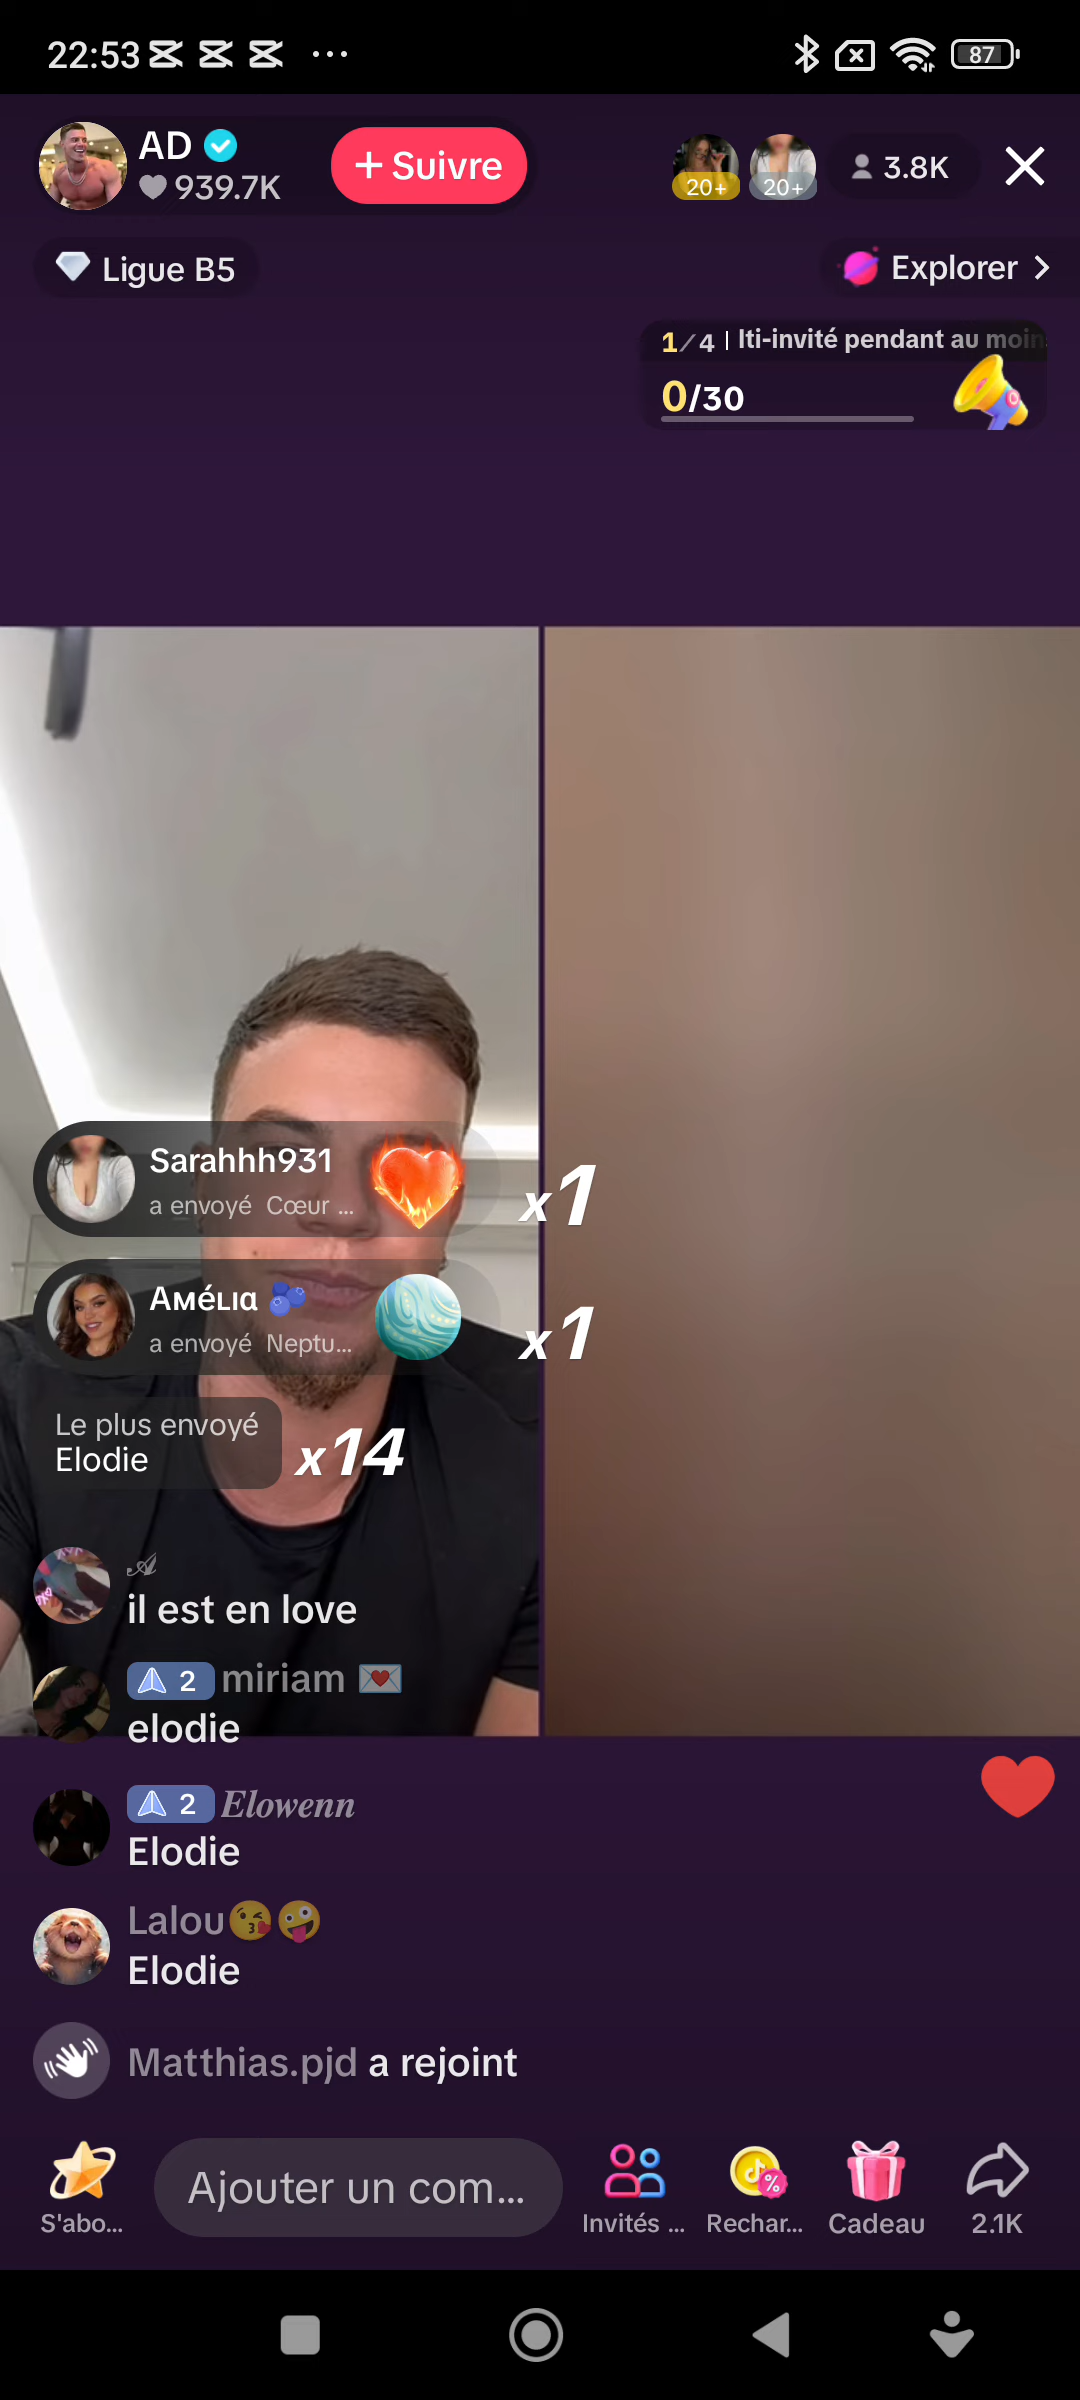 22:53 ...
87
AD
939.7K
+ Suivre
20+
20+
3.8K
Ligue B5
Explorer >
1/4 | lti-invité pendant au moin
0/30
Sarahhh931
a envoyé Cœur ...
x1
Aмéʟιɑ 🫐
a envoyé Neptu...
x1
Le plus envoyé
Elodie
x14
𝒜
il est en love
2 miriam 💌
elodie
2 𝑬𝒍𝒐𝒘𝒆𝒏𝒏
Elodie
Lalou😘🤪
Elodie
Matthias.pjd a rejoint
S'abo...
Ajouter un com...
Invités ...
Rechar...
Cadeau
2.1K